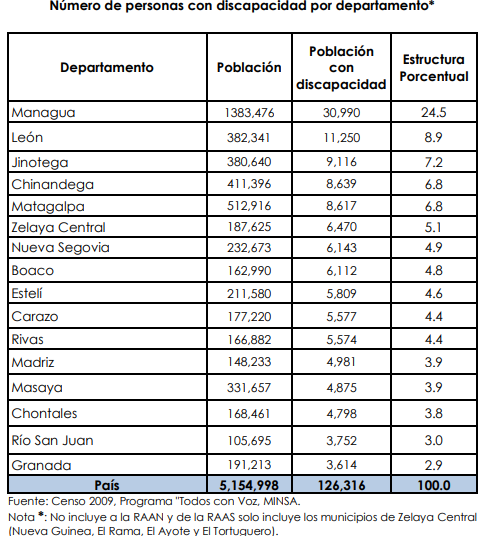 Número de personas con discapacidad por departamento*
Departamento Población Población con discapacidad Estructura Porcentual
Managua 1383,476 30,990 24.5
León 382,341 11,250 8.9
Jinotega 380,640 9,116 7.2
Chinandega 411,396 8,639 6.8
Matagalpa 512,916 8,617 6.8
Zelaya Central 187,625 6,470 5.1
Nueva Segovia 232,673 6,143 4.9
Boaco 162,990 6,112 4.8
Estelí 211,580 5,809 4.6
Carazo 177,220 5,577 4.4
Rivas 166,882 5,574 4.4
Madriz 148,233 4,981 3.9
Masaya 331,657 4,875 3.9
Chontales 168,461 4,798 3.8
Río San Juan 105,695 3,752 3.0
Granada 191,213 3,614 2.9
País 5,154,998 126,316 100.0
Fuente: Censo 2009, Programa "Todos con Voz, MINSA.
Nota *: No incluye a la RAAN y de la RAAS solo incluye los municipios de Zelaya Central
(Nueva Guinea, El Rama, El Ayote y El Tortuguero).